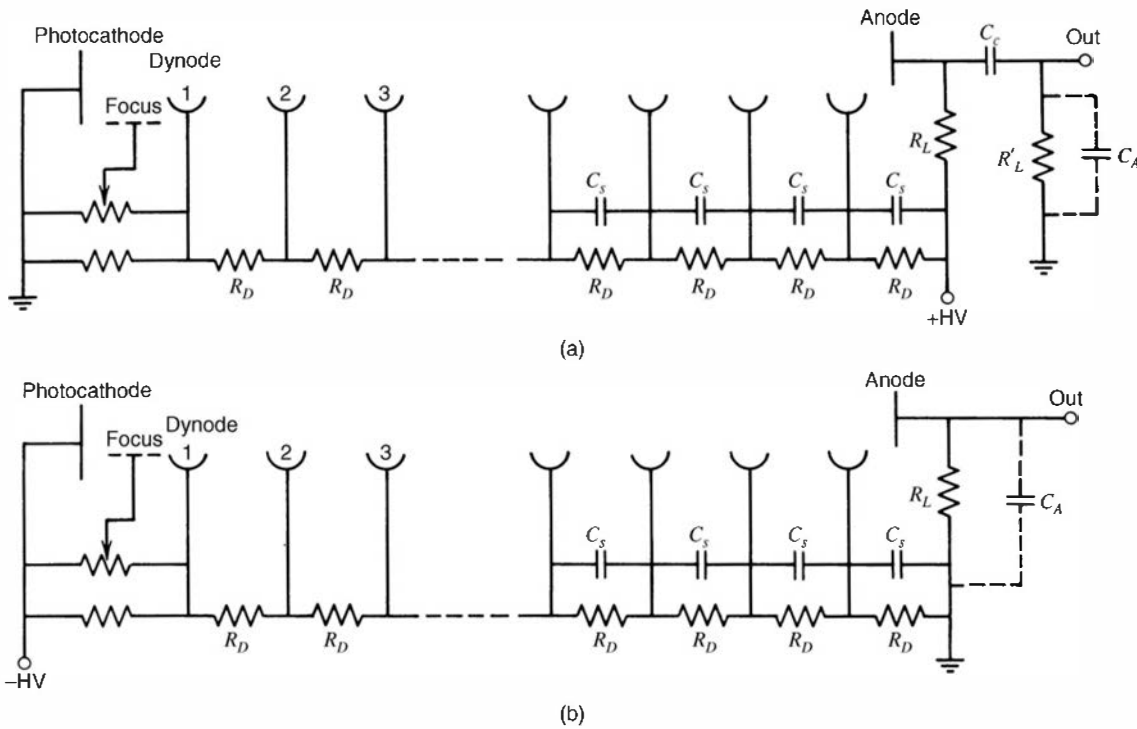 Photocathode
Anode
C_c
Out
Dynode
Focus
1
2
3
R_L
R'_L
C_A
C_s
C_s
C_s
C_s
R_D
R_D
R_D
R_D
R_D
R_D
+HV
(a)
Photocathode
Anode
Out
Focus
Dynode
1
2
3
R_L
C_A
C_s
C_s
C_s
C_s
R_D
R_D
R_D
R_D
R_D
R_D
–HV
(b)